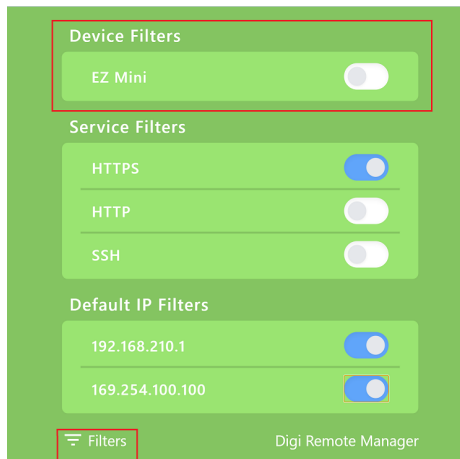 Device Filters
EZ Mini
Service Filters
HTTPS
HTTP
SSH
Default IP Filters
192.168.210.1
169.254.100.100
Filters
Digi Remote Manager